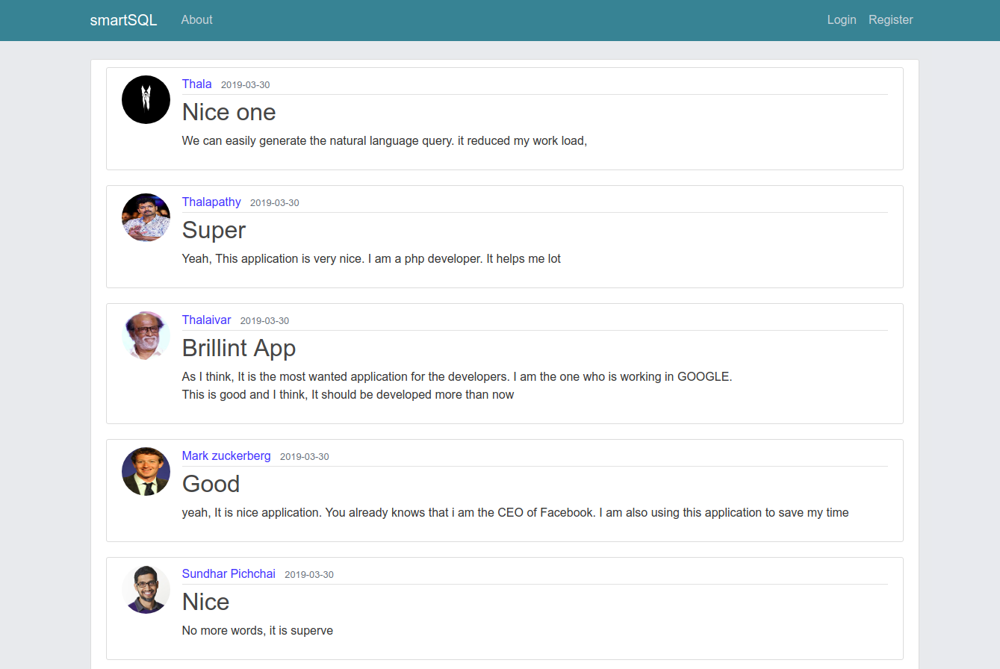 smartSQL About Login Register
Thala 2019-03-30
Nice one
We can easily generate the natural language query. it reduced my work load,
Thalapathy 2019-03-30
Super
Yeah, This application is very nice. I am a php developer. It helps me lot
Thalaivar 2019-03-30
Brillint App
As I think, It is the most wanted application for the developers. I am the one who is working in GOOGLE.
This is good and I think, It should be developed more than now
Mark zuckerberg 2019-03-30
Good
yeah, It is nice application. You already knows that i am the CEO of Facebook. I am also using this application to save my time
Sundhar Pichchai 2019-03-30
Nice
No more words, it is superve